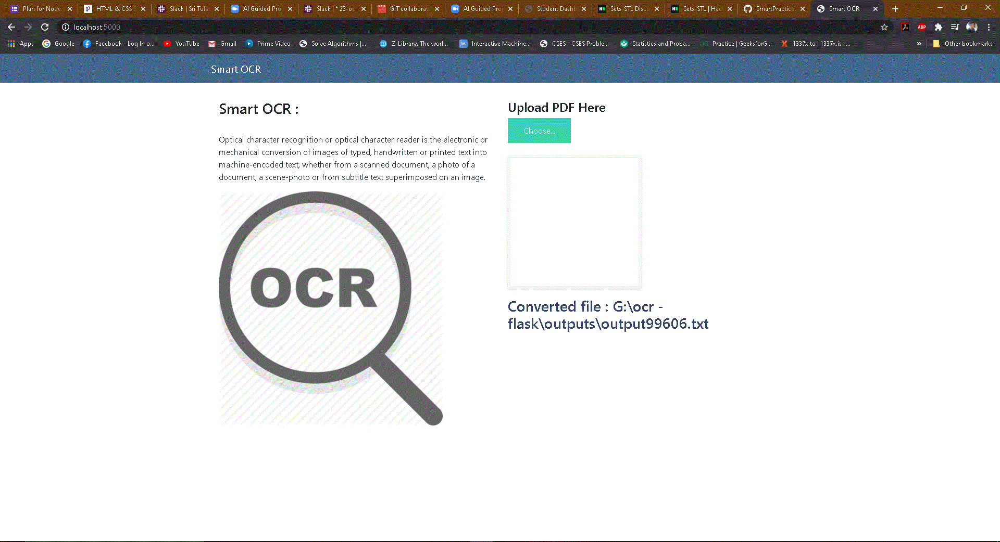 Plan for Node
HTML & CSS S
Slack | Sri Tula
AI Guided Proj
Slack | * 23-oc
GIT collaborate
AI Guided Proj
Student Dashb
Sets-STL Discu
Sets-STL | Hac
SmartPractice
Smart OCR
localhost:5000
ABP
Apps
Google
Facebook - Log In o...
YouTube
Gmail
Prime Video
Solve Algorithms |...
Z-Library. The worl...
Interactive Machine...
CSES - CSES Proble...
Statistics and Proba...
Practice | GeeksforG...
1337x.to | 1337x.is -...
Other bookmarks
Smart OCR
Smart OCR :
Optical character recognition or optical character reader is the electronic or
mechanical conversion of images of typed, handwritten or printed text into
machine-encoded text, whether from a scanned document, a photo of a
document, a scene-photo or from subtitle text superimposed on an image.
OCR
Upload PDF Here
Choose...
Converted file : G:\ocr -
flask\outputs\output99606.txt